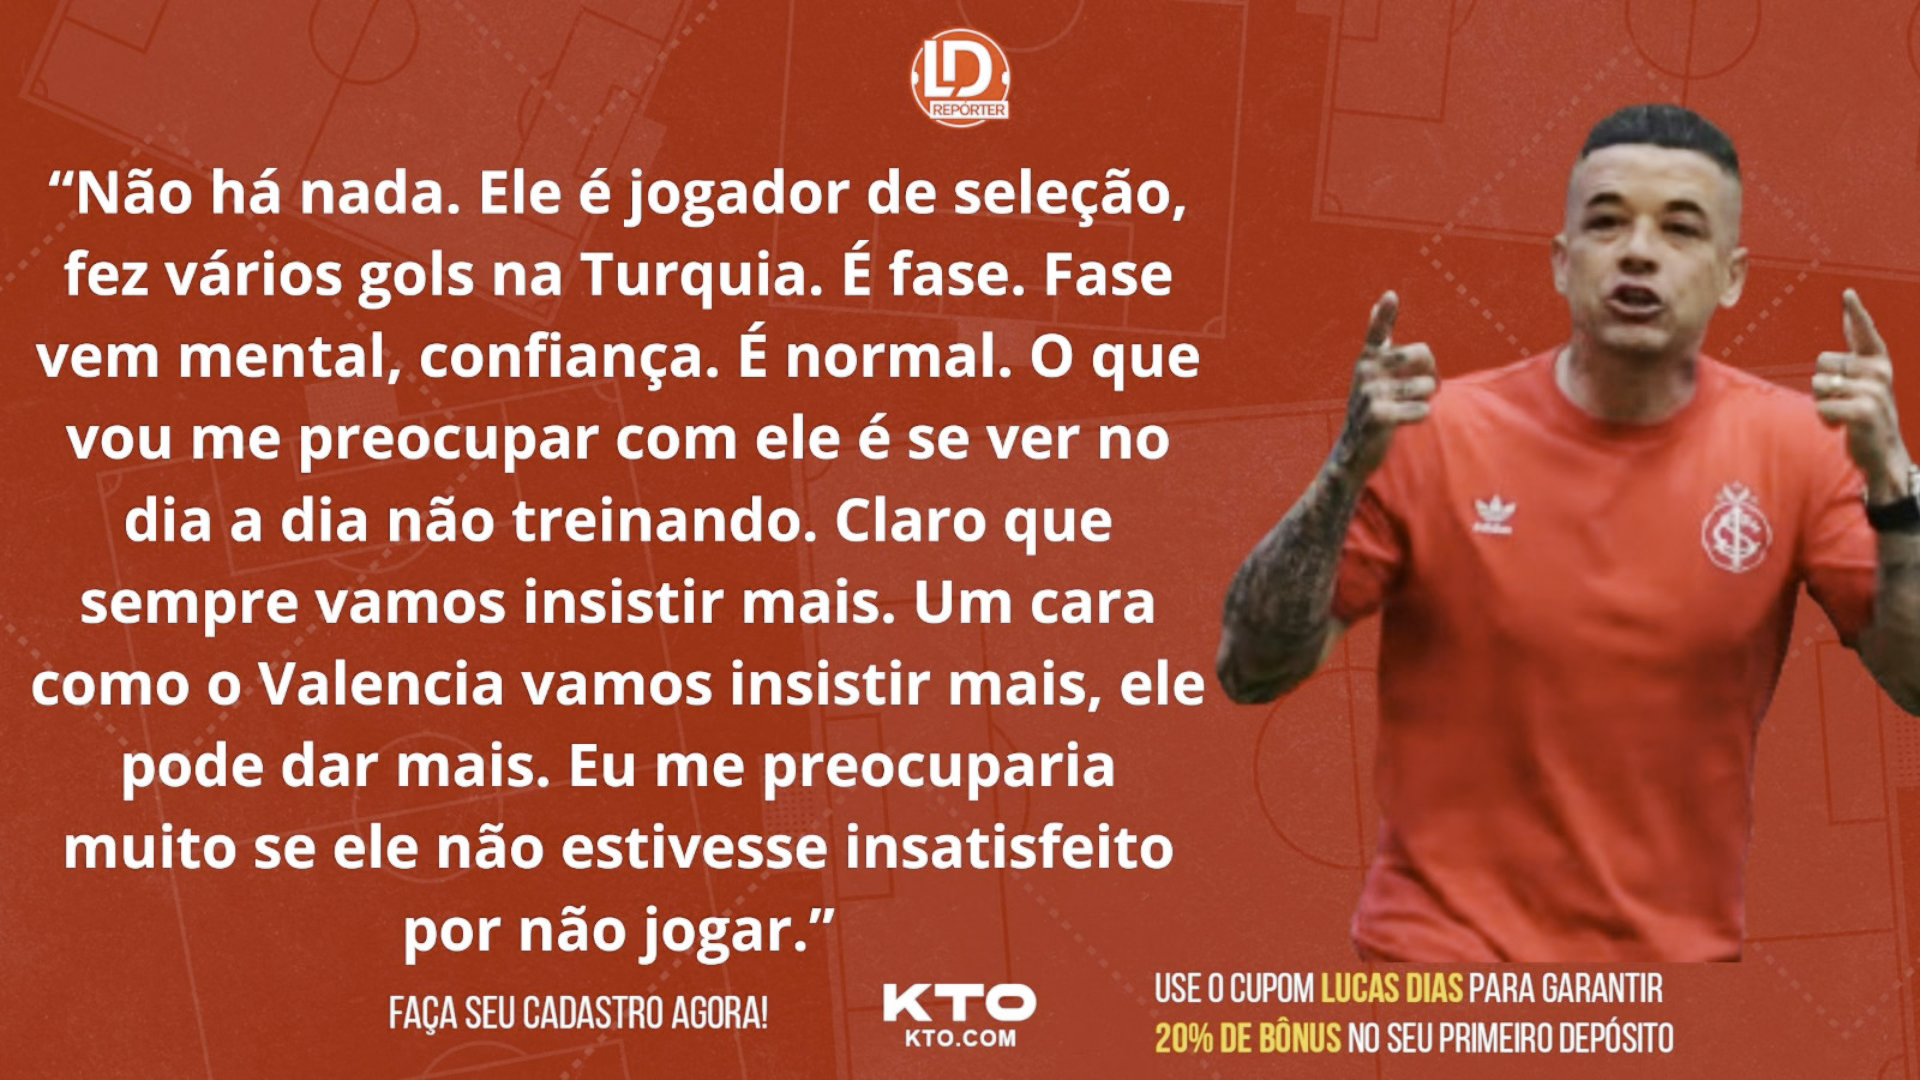 LD
REPÓRTER
“Não há nada. Ele é jogador de seleção,
fez vários gols na Turquia. É fase. Fase
vem mental, confiança. É normal. O que
vou me preocupar com ele é se ver no
dia a dia não treinando. Claro que
sempre vamos insistir mais. Um cara
como o Valencia vamos insistir mais, ele
pode dar mais. Eu me preocuparia
muito se ele não estivesse insatisfeito
por não jogar.”
adidas
FAÇA SEU CADASTRO AGORA!
KTO
KTO.COM
USE O CUPOM LUCAS DIAS PARA GARANTIR
20% DE BÔNUS NO SEU PRIMEIRO DEPÓSITO